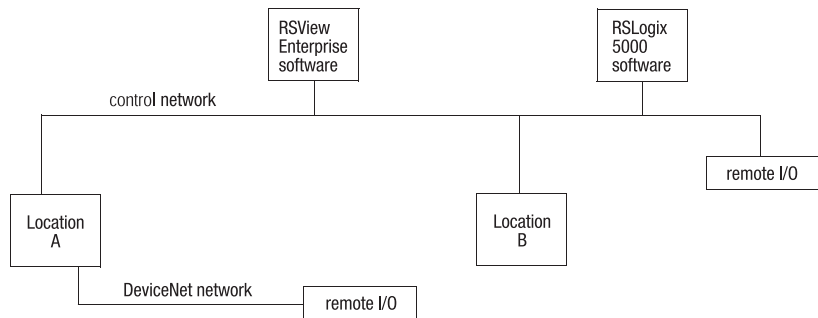 RSView
Enterprise
software
RSLogix
5000
software
control network
remote I/O
Location
A
Location
B
DeviceNet network
remote I/O